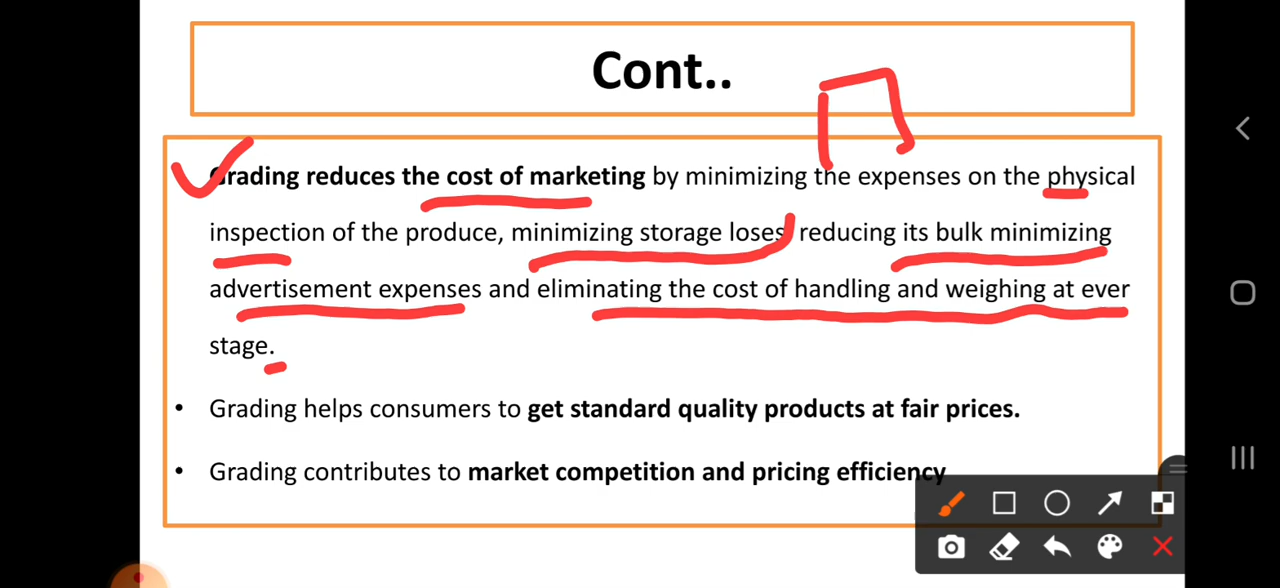 Cont..
Grading reduces the cost of marketing by minimizing the expenses on the physical
inspection of the produce, minimizing storage loses, reducing its bulk minimizing
advertisement expenses and eliminating the cost of handling and weighing at ever
stage.
• Grading helps consumers to get standard quality products at fair prices.
• Grading contributes to market competition and pricing efficiency